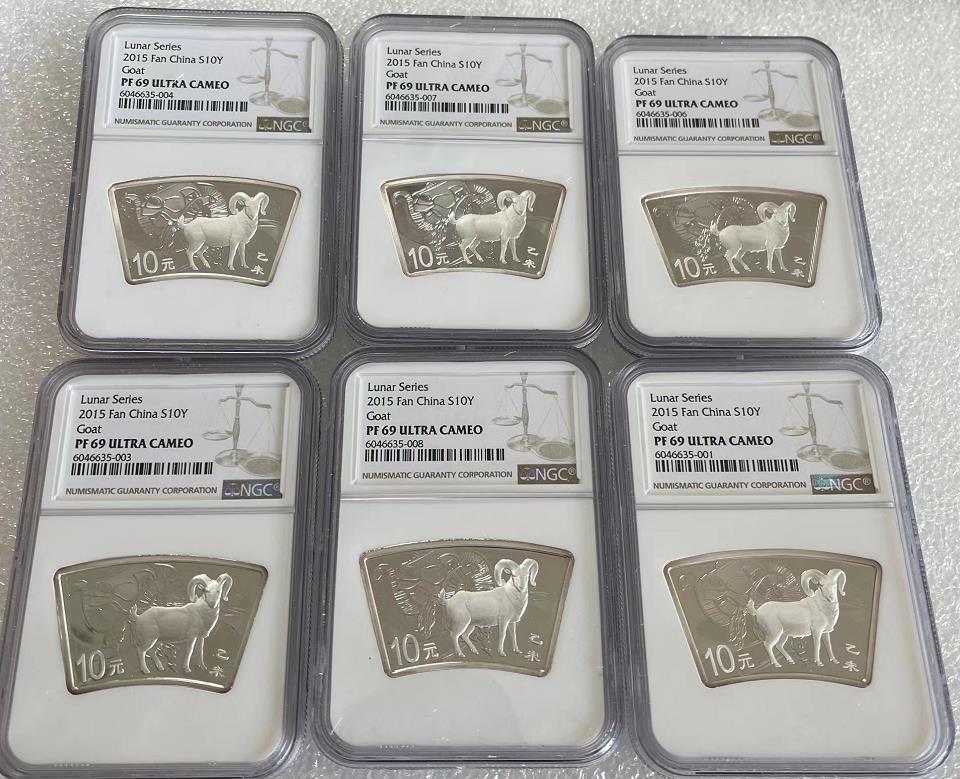 Lunar Series
2015 Fan China S10Y
Goat
PF 69 ULTRA CAMEO
6046635-004
NUMISMATIC GUARANTY CORPORATION NGC®
10元
乙未
Lunar Series
2015 Fan China S10Y
Goat
PF 69 ULTRA CAMEO
6046635-007
NUMISMATIC GUARANTY CORPORATION NGC®
10元
乙未
Lunar Series
2015 Fan China S10Y
Goat
PF 69 ULTRA CAMEO
6046635-006
NUMISMATIC GUARANTY CORPORATION NGC®
10元
乙未
Lunar Series
2015 Fan China S10Y
Goat
PF 69 ULTRA CAMEO
6046635-003
NUMISMATIC GUARANTY CORPORATION NGC®
10元
乙未
Lunar Series
2015 Fan China S10Y
Goat
PF 69 ULTRA CAMEO
6046635-008
NUMISMATIC GUARANTY CORPORATION NGC®
10元
乙未
Lunar Series
2015 Fan China S10Y
Goat
PF 69 ULTRA CAMEO
6046635-001
NUMISMATIC GUARANTY CORPORATION NGC®
10元
乙未